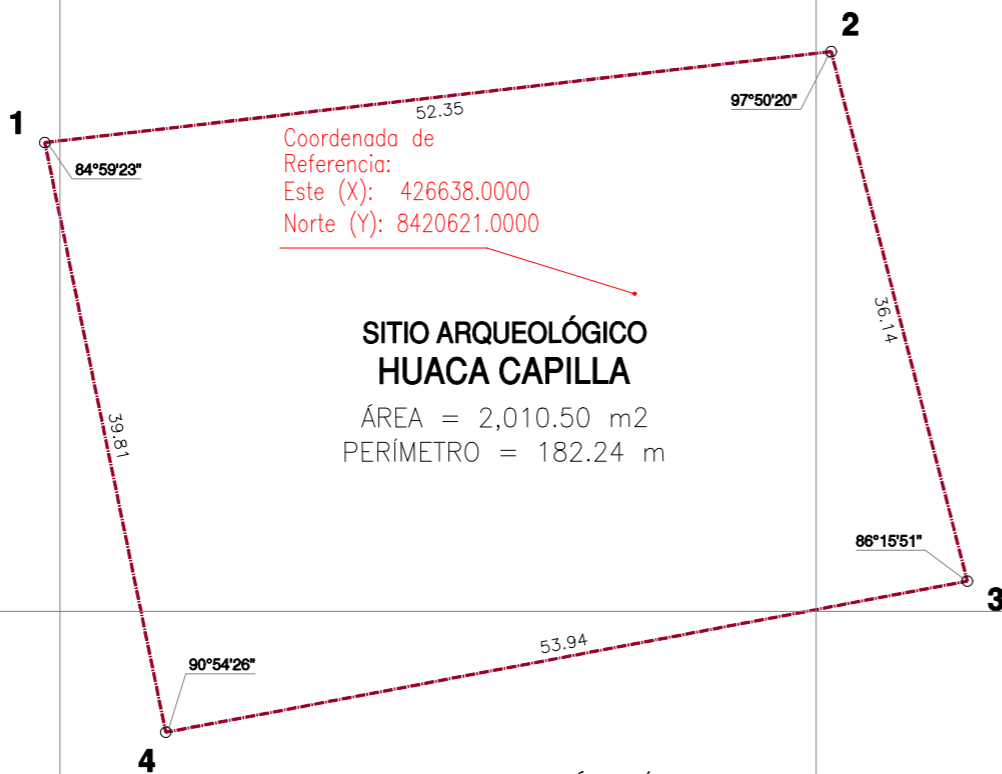 2
1
52.35
97°50'20"
84°59'23"
Coordenada de
Referencia:
Este (X): 426638.0000
Norte (Y): 8420621.0000
36.14
SITIO ARQUEOLÓGICO
HUACA CAPILLA
ÁREA = 2,010.50 m2
PERÍMETRO = 182.24 m
39.81
86°15'51"
3
53.94
90°54'26"
4